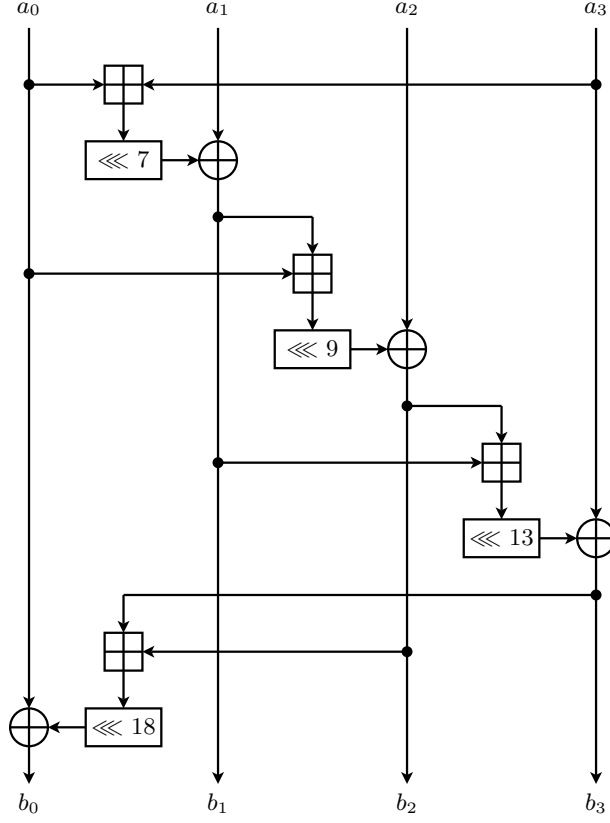 a₀ a₁ a₂ a₃
⋘ 7
⋘ 9
⋘ 13
⋘ 18
b₀ b₁ b₂ b₃